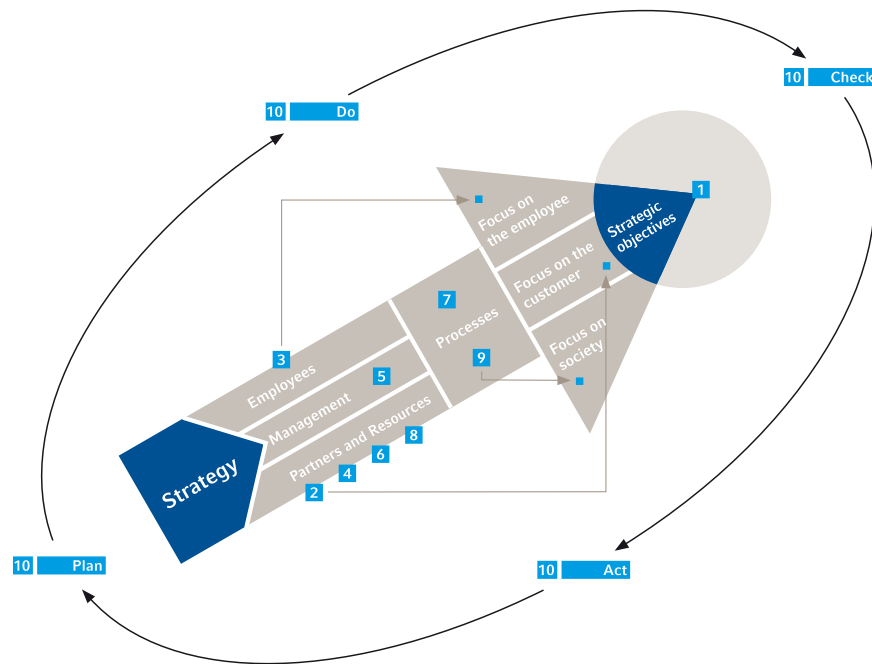 10 Check
10 Do
1
Focus on
the employee
Strategic
objectives
Focus on the
customer
7
Processes
Focus on
society
3
9
Employees
5
Management
Partners and Resources
8
6
4
2
Strategy
10 Plan
10 Act